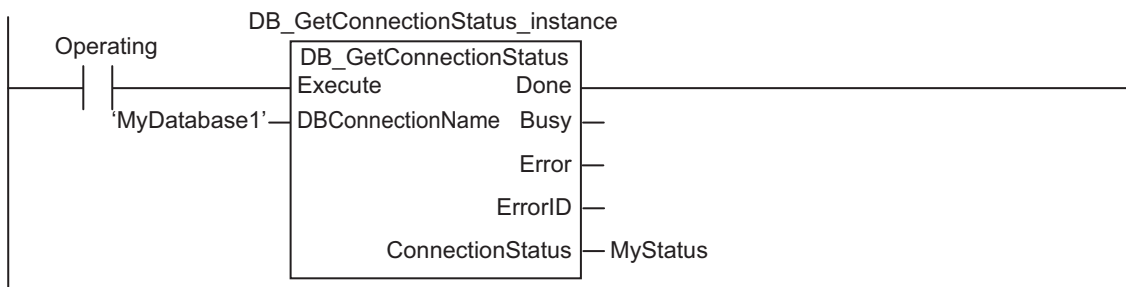 DB_GetConnectionStatus_instance
Operating
DB_GetConnectionStatus
Execute Done
‘MyDatabase1’ DBConnectionName Busy
Error
ErrorID
ConnectionStatus MyStatus